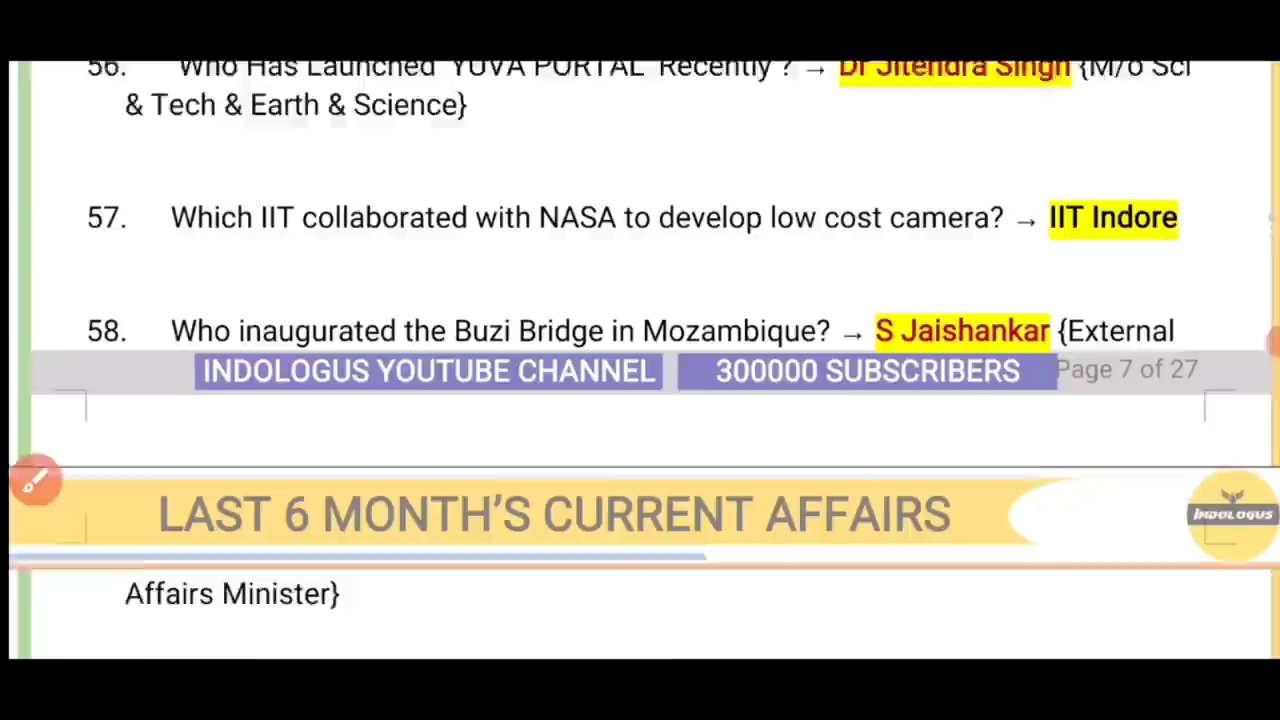 56. Who Has Launched 'YUVA PORTAL' Recently ? → Dr Jitendra Singh {M/o Sci
& Tech & Earth & Science}
57. Which IIT collaborated with NASA to develop low cost camera? → IIT Indore
58. Who inaugurated the Buzi Bridge in Mozambique? → S Jaishankar {External
INDOLOGUS YOUTUBE CHANNEL 300000 SUBSCRIBERS Page 7 of 27
LAST 6 MONTH'S CURRENT AFFAIRS
INDOLOGUS
Affairs Minister}